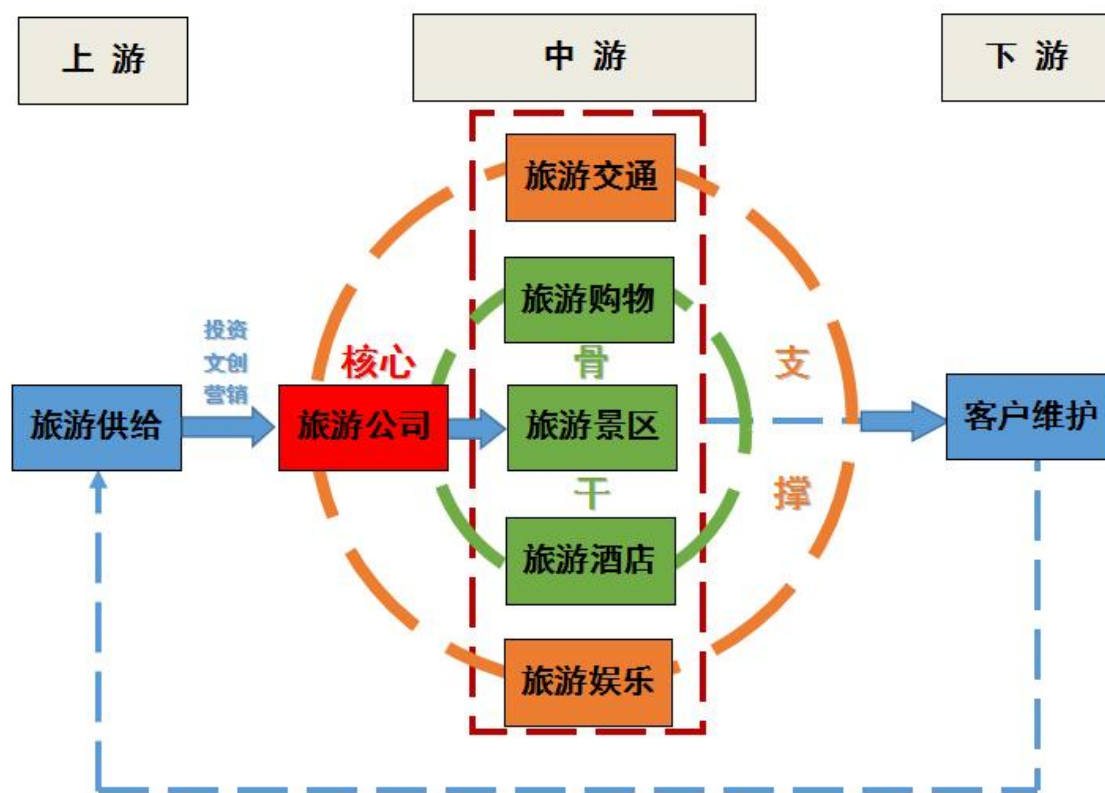 上 游
中 游
下 游
旅游交通
旅游购物
投资
文创
营销
核心
骨
支
旅游供给
旅游公司
旅游景区
客户维护
干
撑
旅游酒店
旅游娱乐